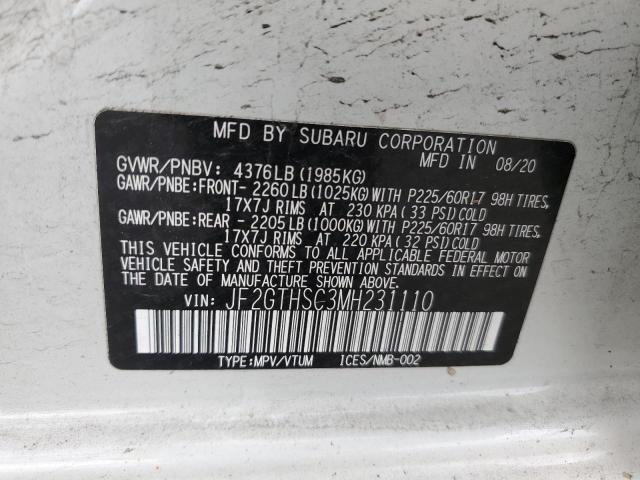 MFD BY SUBARU CORPORATION
MFD IN 08/20
GVWR/PNBV: 4376LB (1985KG)
GAWR/PNBE:FRONT- 2260LB (1025KG)WITH P225/60R17 98H TIRES,
17X7J RIMS AT 230 KPA (33 PSI)COLD
GAWR/PNBE:REAR - 2205LB (1000KG)WITH P225/60R17 98H TIRES,
17X7J RIMS AT 220 KPA (32 PSI)COLD
THIS VEHICLE CONFORMS TO ALL APPLICABLE FEDERAL MOTOR
VEHICLE SAFETY AND THEFT PREVENTION STANDARDS IN EFFECT ON
THE DATE OF MANUFACTURE SHOWN ABOVE.
VIN: JF2GTHSC3MH231110
TYPE:MPV/VTUM ICES/NMB-002